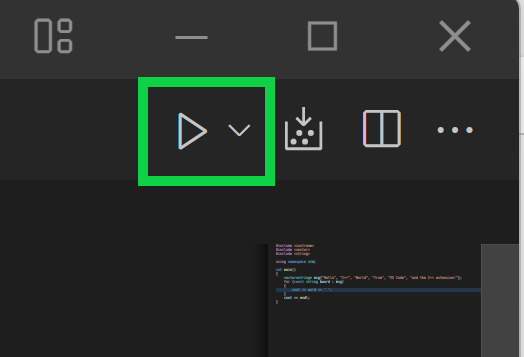 #include <iostream>
#include <vector>
#include <string>
using namespace std;
int main()
{
vector<string> msg{"Hello", "C++", "World", "from", "VS Code", "and the C++ extension!"};
for (const string &word : msg)
{
cout << word << " ";
}
cout << endl;
}